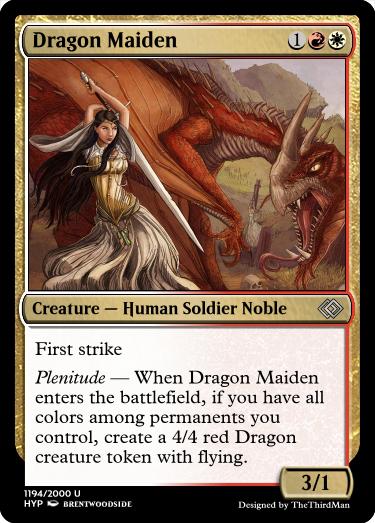 Dragon Maiden 1
Creature — Human Soldier Noble
First strike
Plenitude — When Dragon Maiden
enters the battlefield, if you have all
colors among permanents you
control, create a 4/4 red Dragon
creature token with flying.
3/1
1194/2000 U
HYP BRENTWOODSIDE
Designed by TheThirdMan